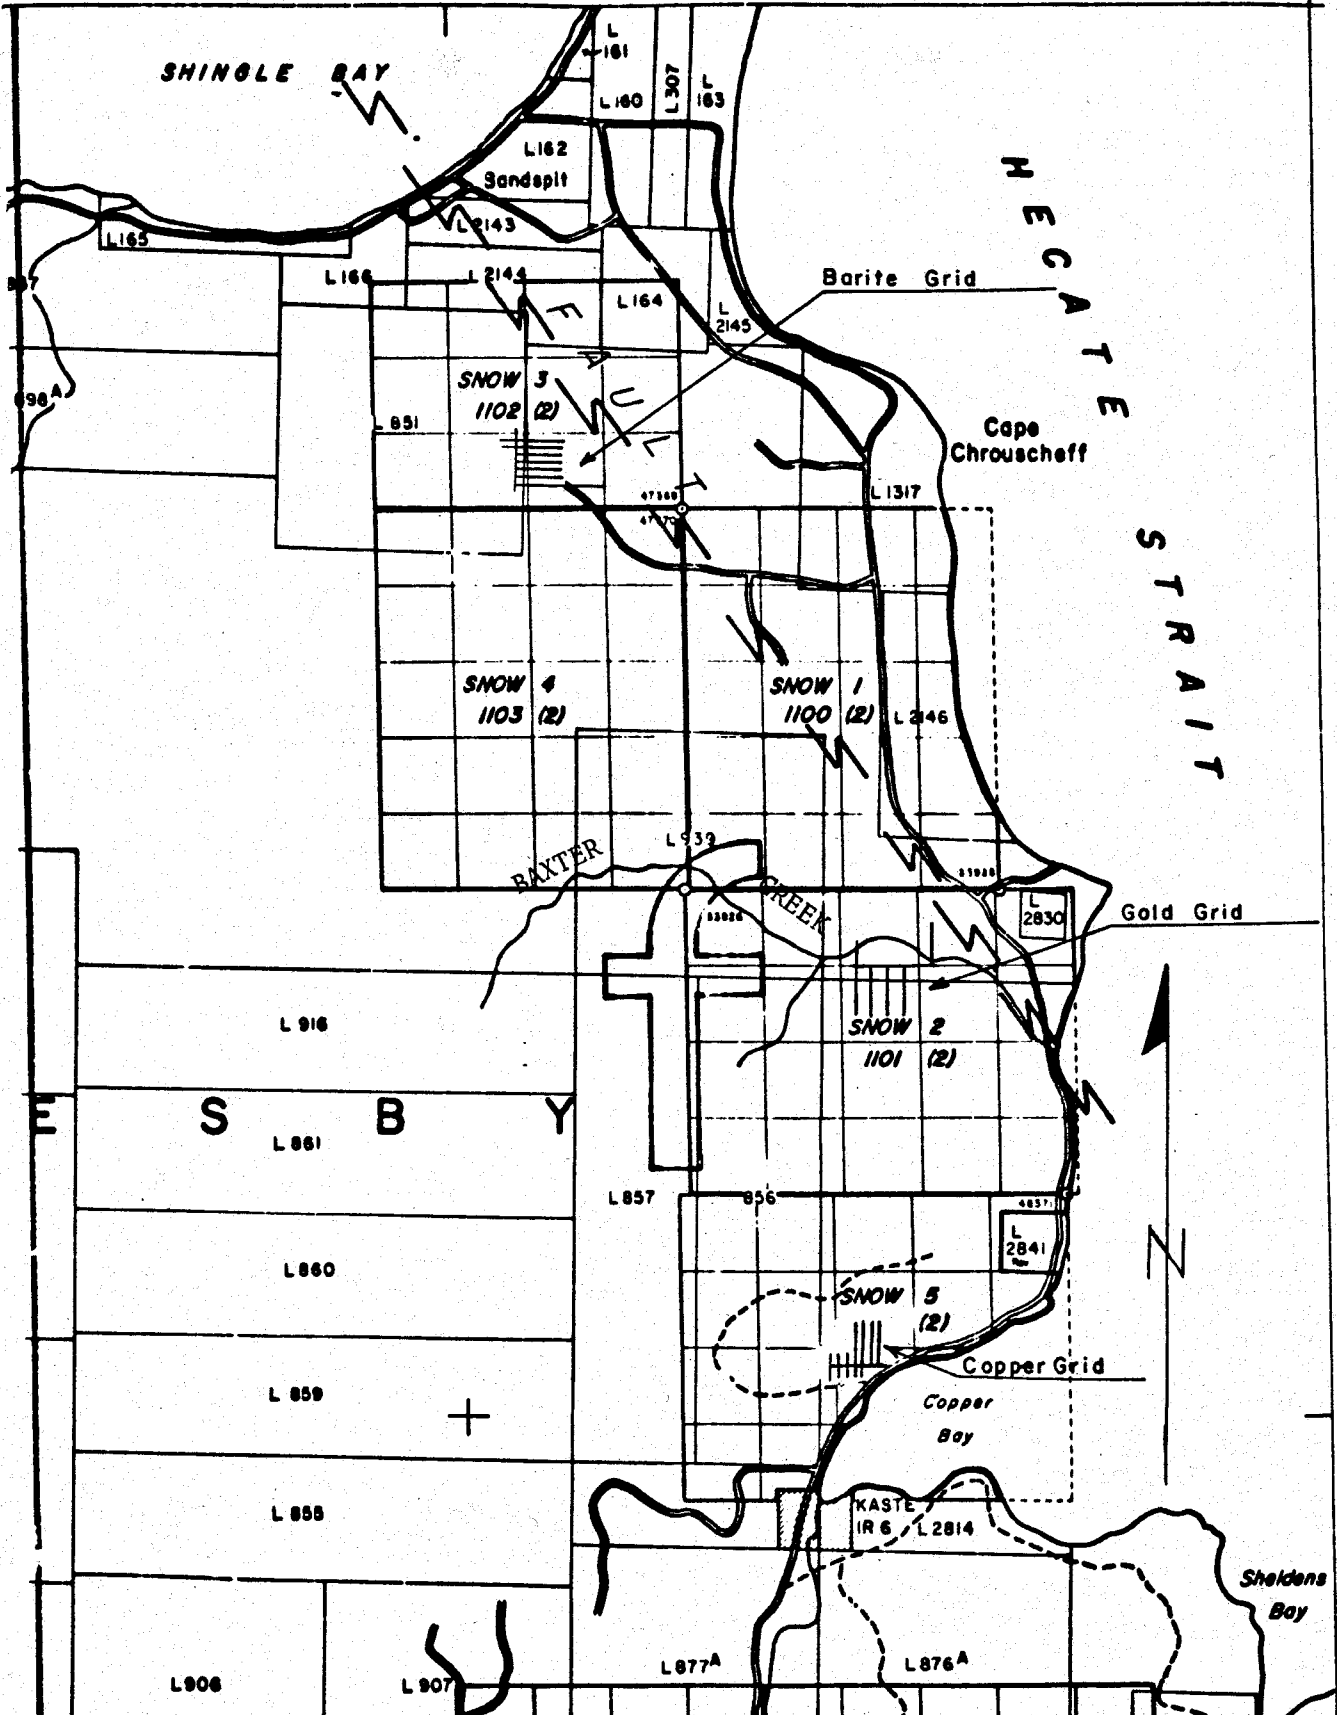 L
161
SHINGLE BAY
L 160
L 307
L
163
L 162
Sandspit
HECATE STRAIT
L 2143
L 165
L 166
L 2144
L 164
Barite Grid
L
2145
FAULT
SNOW 3
1102 (2)
898A
L 851
Cape
Chrouscheff
L 1317
SNOW 4
1103 (2)
SNOW 1
1100 (2)
L 2146
L 939
BAXTER CREEK
L
2830
Gold Grid
L 916
SNOW 2
1101 (2)
E S B Y
L 861
N
L 857
856
L
2841
L 860
SNOW 5
(2)
Copper Grid
L 859
Copper
Bay
L 855
KASTE
IR 6
L 2814
Sheldens
Bay
L 877A
L 876A
L 906
L 907